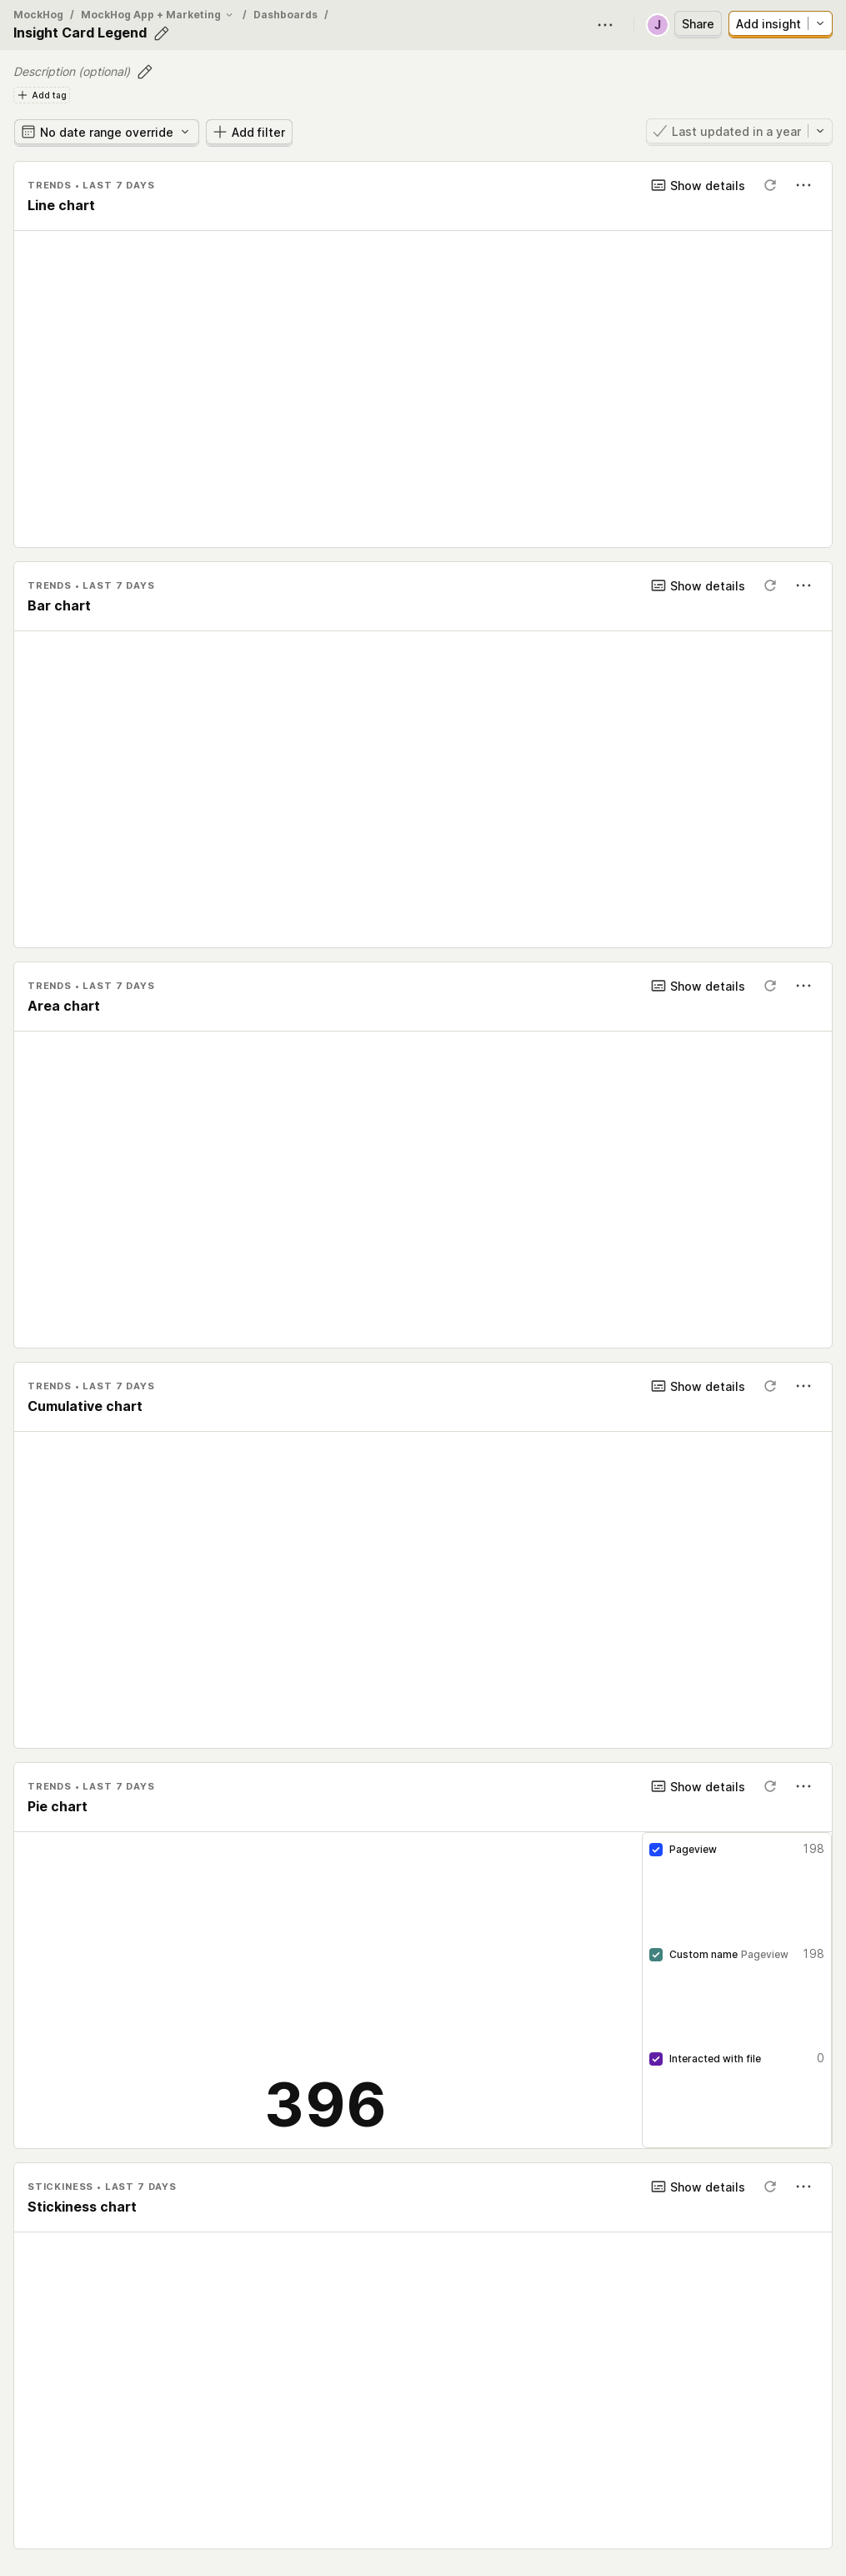 MockHog / MockHog App + Marketing / Dashboards /
Insight Card Legend
J
Share
Add insight
Description (optional)
Add tag
No date range override
Add filter
Last updated in a year
TRENDS • LAST 7 DAYS
Show details
Line chart
TRENDS • LAST 7 DAYS
Show details
Bar chart
TRENDS • LAST 7 DAYS
Show details
Area chart
TRENDS • LAST 7 DAYS
Show details
Cumulative chart
TRENDS • LAST 7 DAYS
Show details
Pie chart
Pageview 198
Custom name Pageview 198
Interacted with file 0
396
STICKINESS • LAST 7 DAYS
Show details
Stickiness chart